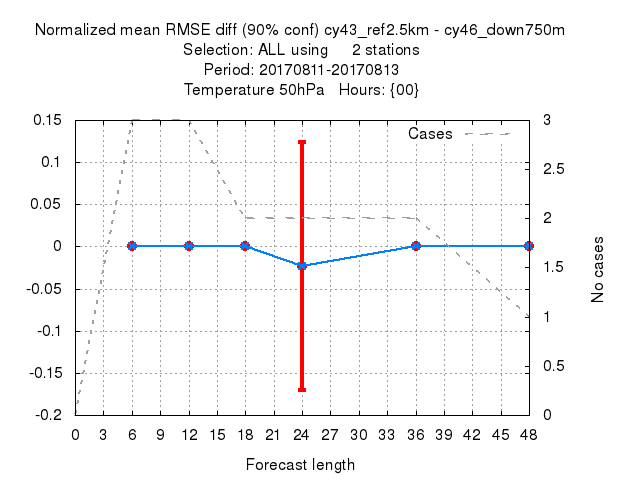 Normalized mean RMSE diff (90% conf) cy43_ref2.5km - cy46_down750m
Selection: ALL using 2 stations
Period: 20170811-20170813
Temperature 50hPa Hours: {00}
Cases
0.15
0.1
0.05
0
-0.05
-0.1
-0.15
-0.2
3
2.5
2
1.5
1
0.5
0
No cases
0 3 6 9 12 15 18 21 24 27 30 33 36 39 42 45 48
Forecast length